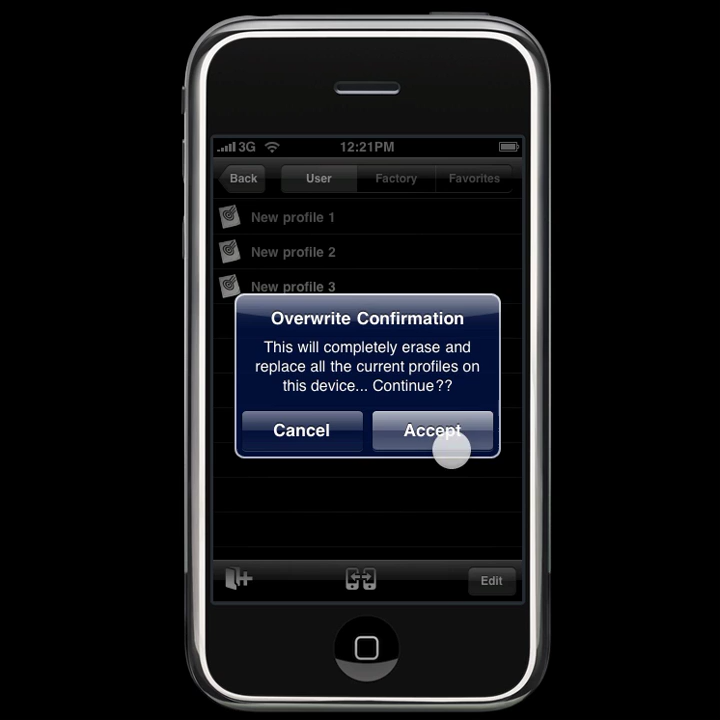 3G 12:21PM
Back User Factory Favorites
New profile 1
New profile 2
New profile 3
Overwrite Confirmation
This will completely erase and
replace all the current profiles on
this device... Continue??
Cancel Accept
Edit